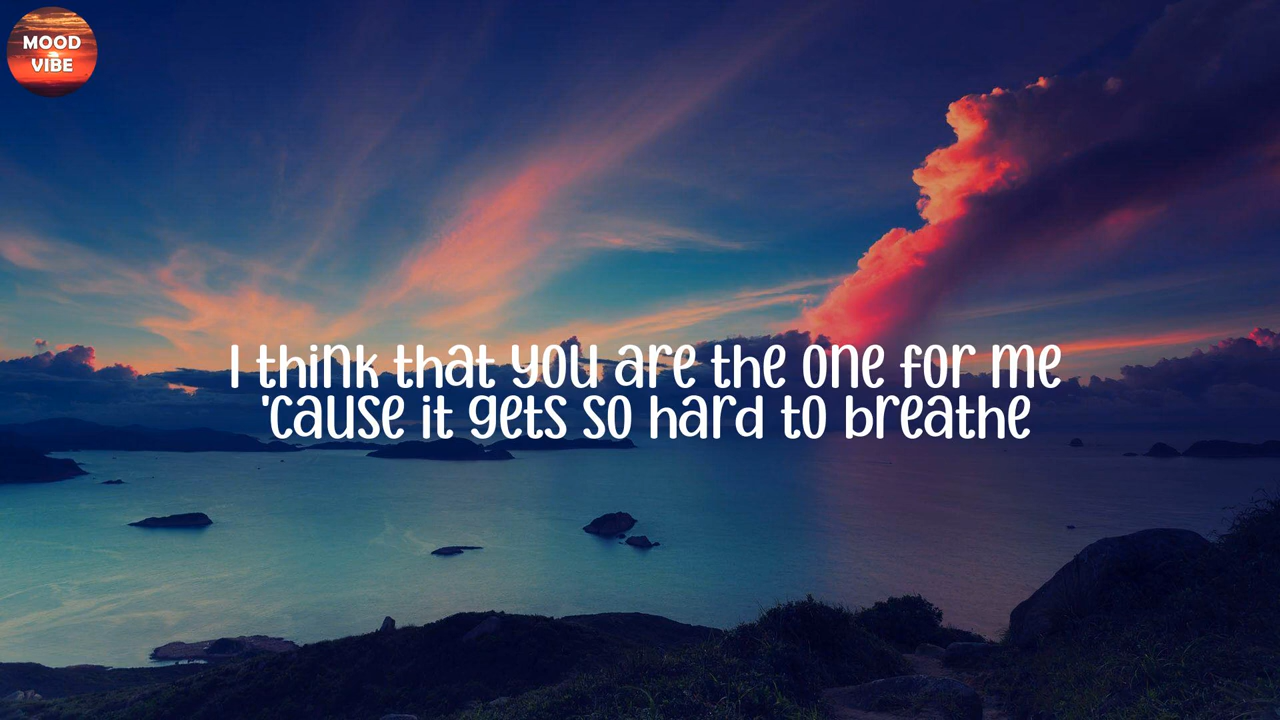 MOOD
VIBE
I think that you are the one for me
'cause it gets so hard to breathe